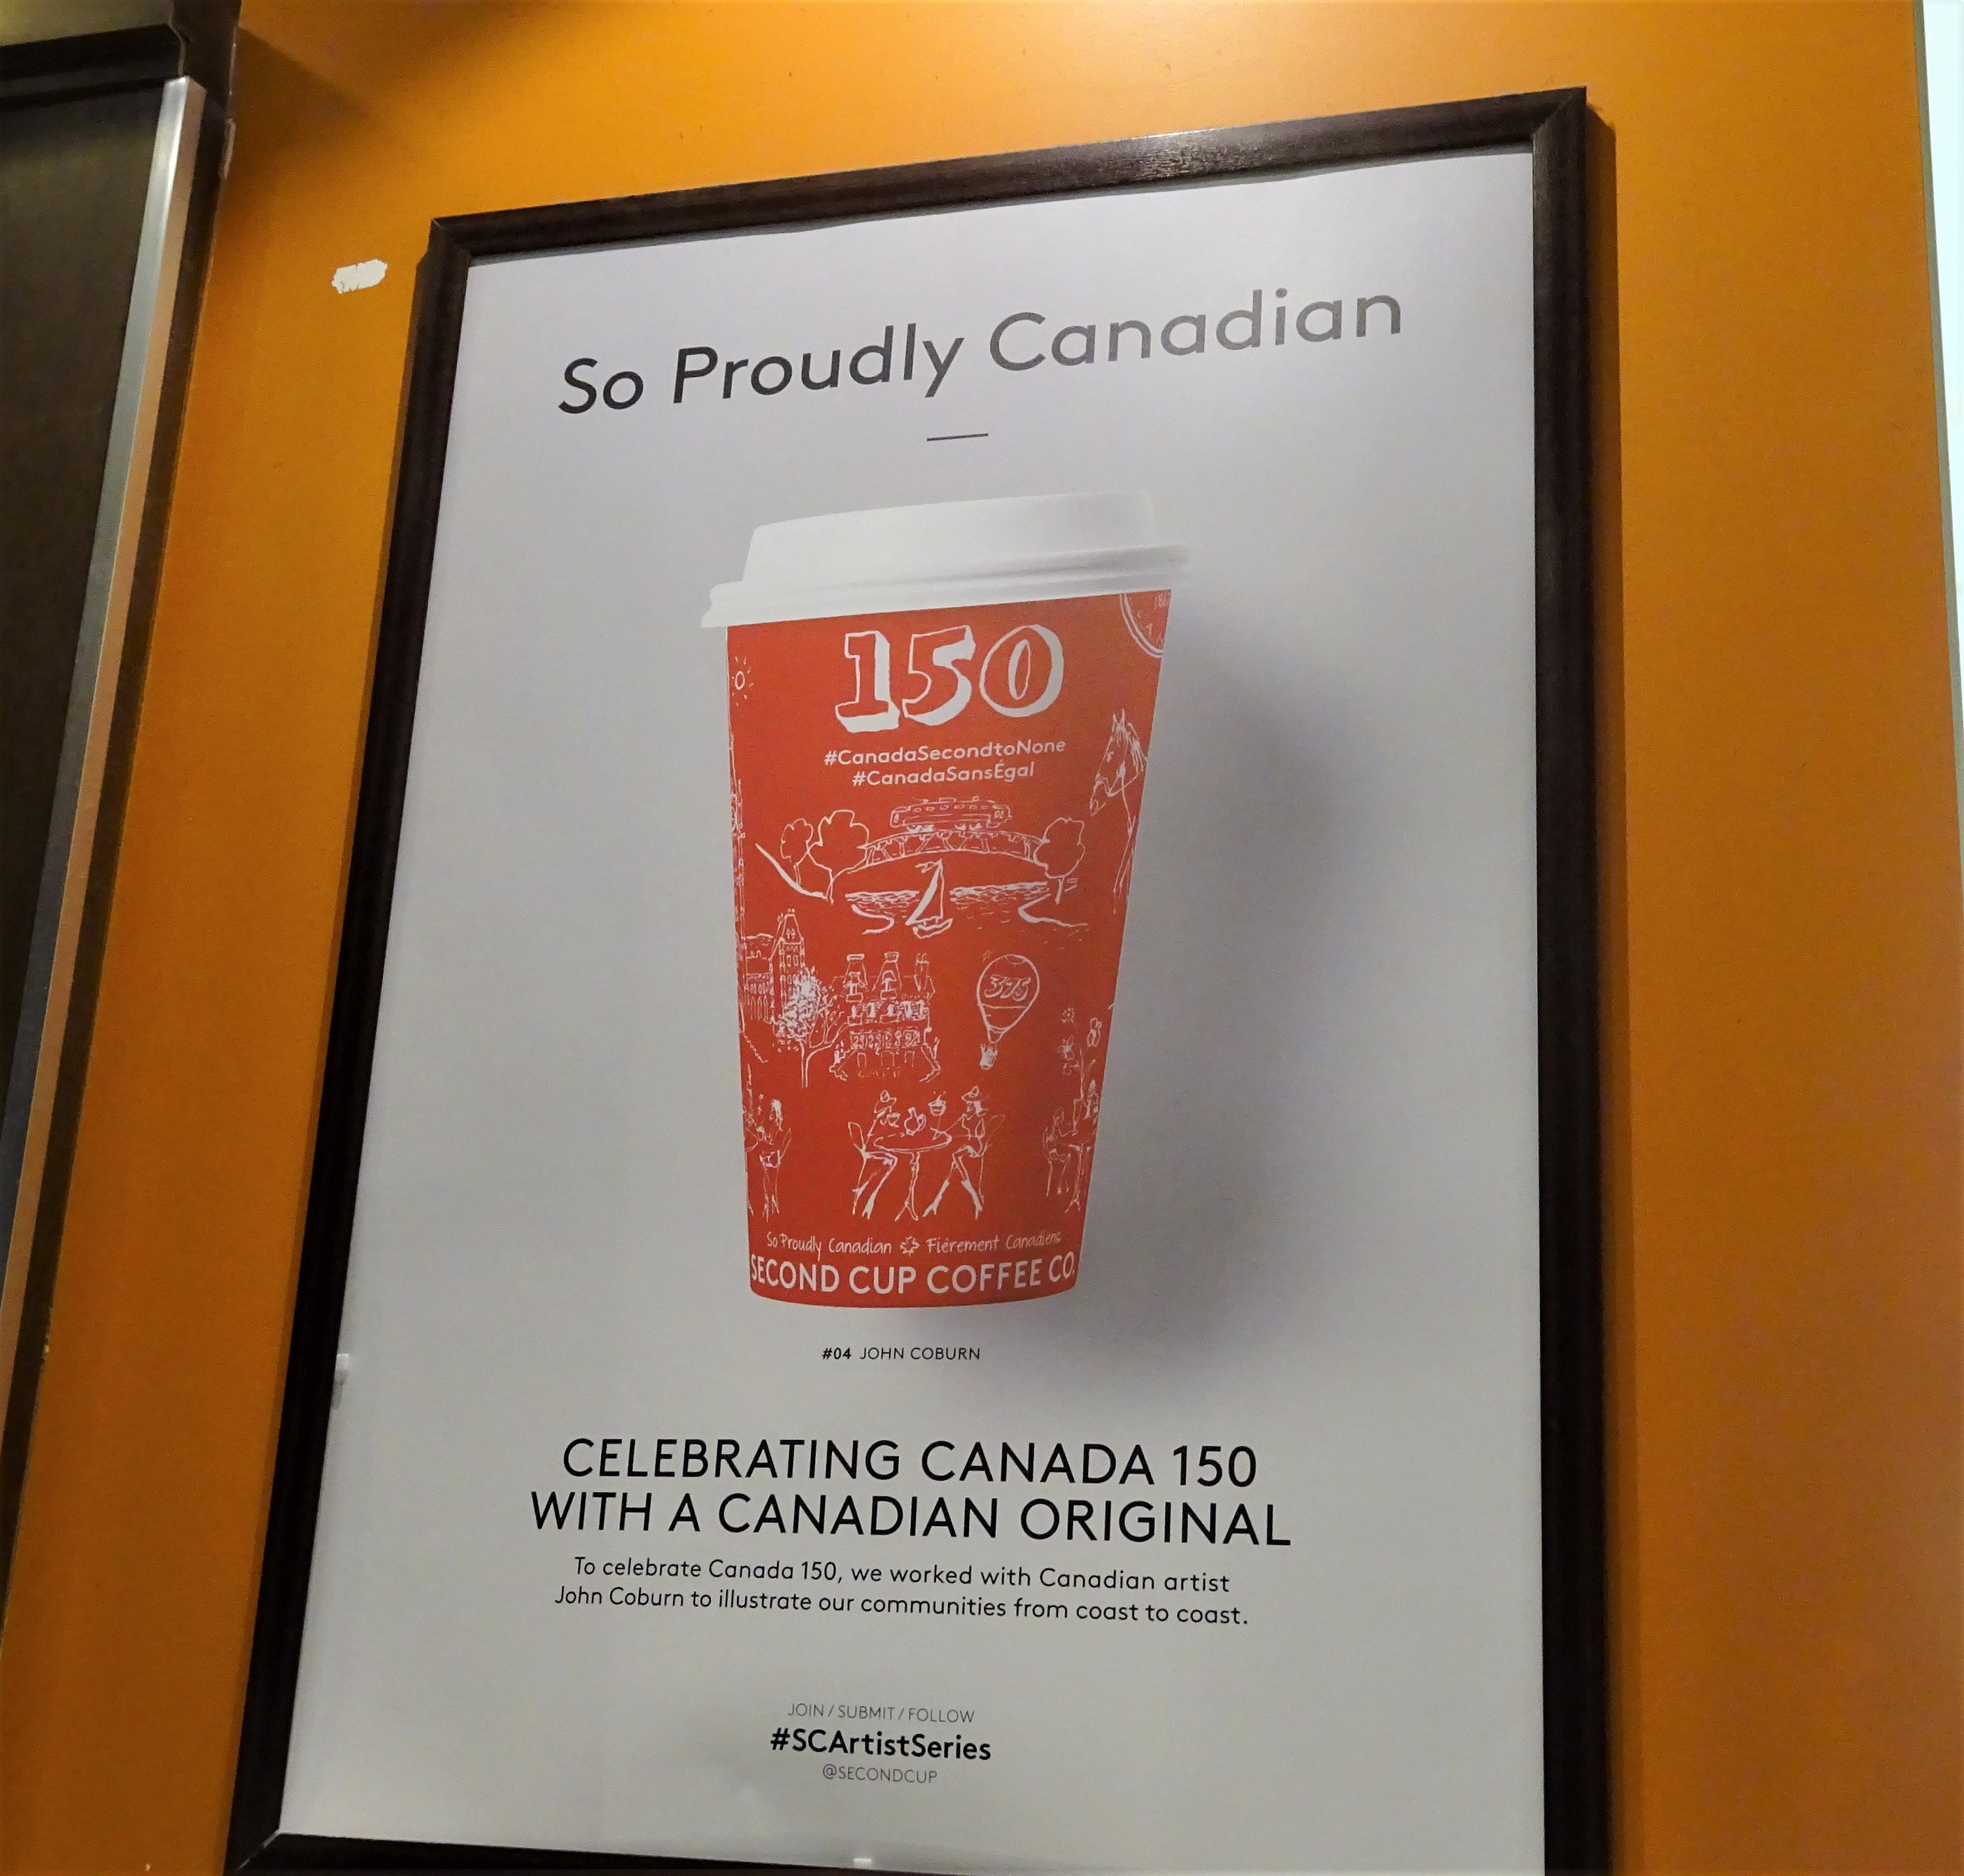 So Proudly Canadian
150
#CanadaSecondtoNone
#CanadaSansÉgal
375
So Proudly Canadian Fièrement Canadiens
SECOND CUP COFFEE CO.
#04 JOHN COBURN
CELEBRATING CANADA 150
WITH A CANADIAN ORIGINAL
To celebrate Canada 150, we worked with Canadian artist
John Coburn to illustrate our communities from coast to coast.
JOIN / SUBMIT / FOLLOW
#SCArtistSeries
@SECONDCUP